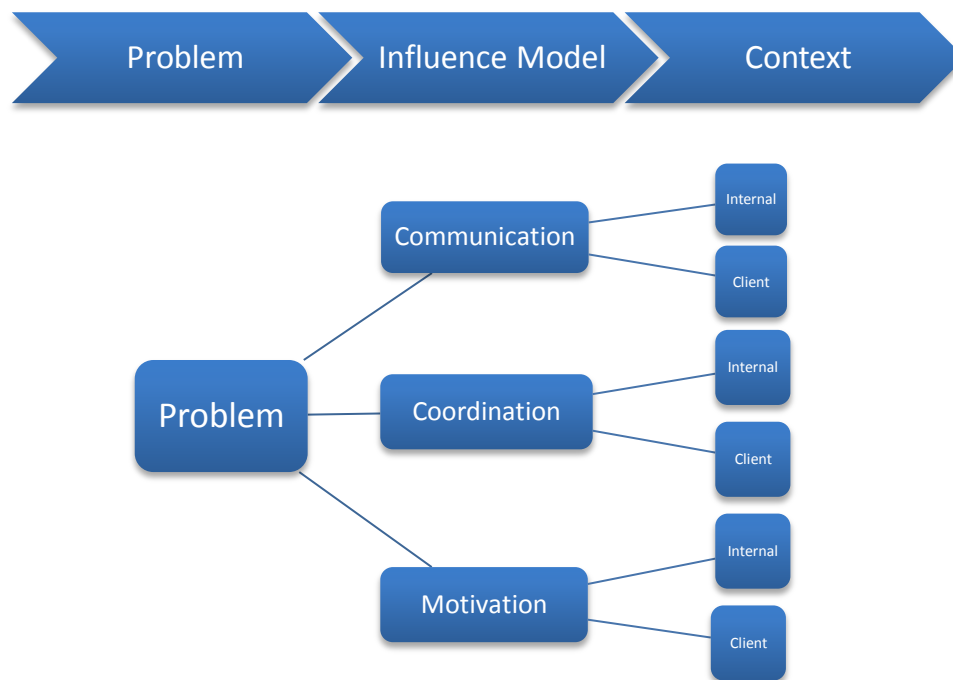 Problem
Influence Model
Context
Communication
Internal
Client
Problem
Coordination
Internal
Client
Motivation
Internal
Client